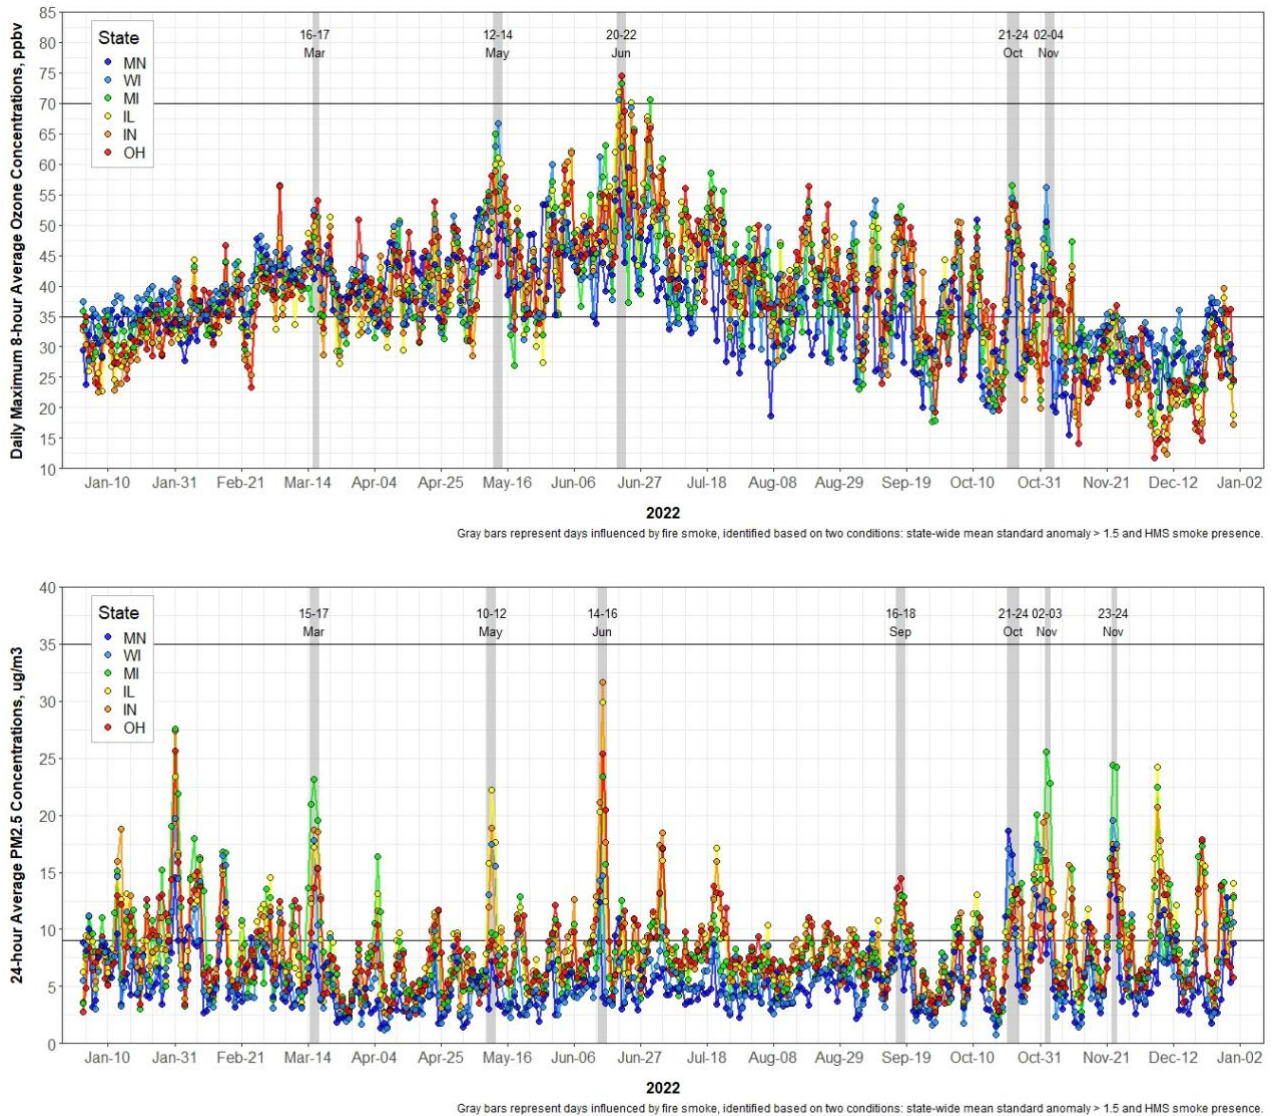 Daily Maximum 8-hour Average Ozone Concentrations, ppbv
85
80
75
70
65
60
55
50
45
40
35
30
25
20
15
10
State
MN
WI
MI
IL
IN
OH
16-17
Mar
12-14
May
20-22
Jun
21-24
Oct
02-04
Nov
Jan-10 Jan-31 Feb-21 Mar-14 Apr-04 Apr-25 May-16 Jun-06 Jun-27 Jul-18 Aug-08 Aug-29 Sep-19 Oct-10 Oct-31 Nov-21 Dec-12 Jan-02
2022
Gray bars represent days influenced by fire smoke, identified based on two conditions: state-wide mean standard anomaly > 1.5 and HMS smoke presence.
24-hour Average PM2.5 Concentrations, ug/m3
40
35
30
25
20
15
10
5
0
State
MN
WI
MI
IL
IN
OH
15-17
Mar
10-12
May
14-16
Jun
16-18
Sep
21-24
Oct
02-03
Nov
23-24
Nov
Jan-10 Jan-31 Feb-21 Mar-14 Apr-04 Apr-25 May-16 Jun-06 Jun-27 Jul-18 Aug-08 Aug-29 Sep-19 Oct-10 Oct-31 Nov-21 Dec-12 Jan-02
2022
Gray bars represent days influenced by fire smoke, identified based on two conditions: state-wide mean standard anomaly > 1.5 and HMS smoke presence.